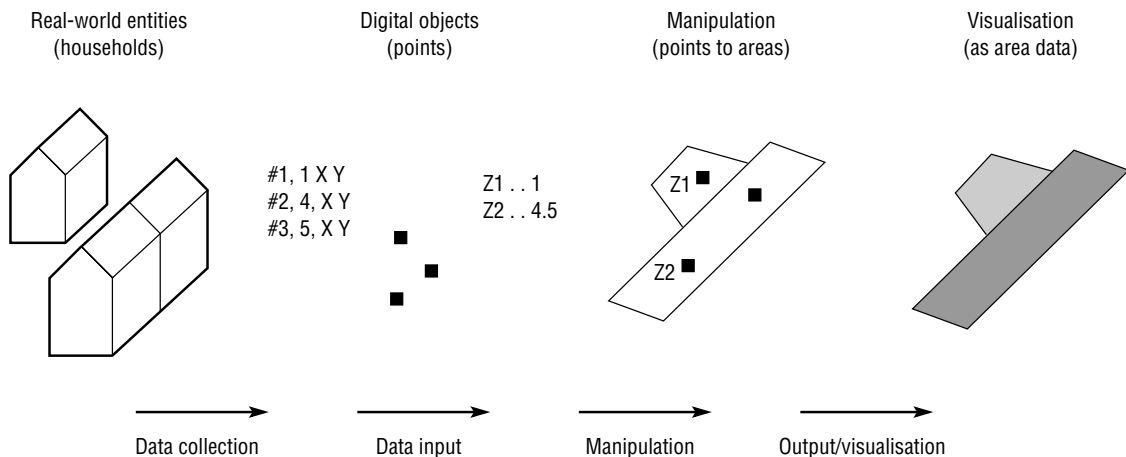 Real-world entities
(households)
Digital objects
(points)
Manipulation
(points to areas)
Visualisation
(as area data)
#1, 1 X Y
#2, 4, X Y
#3, 5, X Y
Z1 . . 1
Z2 . . 4.5
Z1
Z2
Data collection
Data input
Manipulation
Output/visualisation